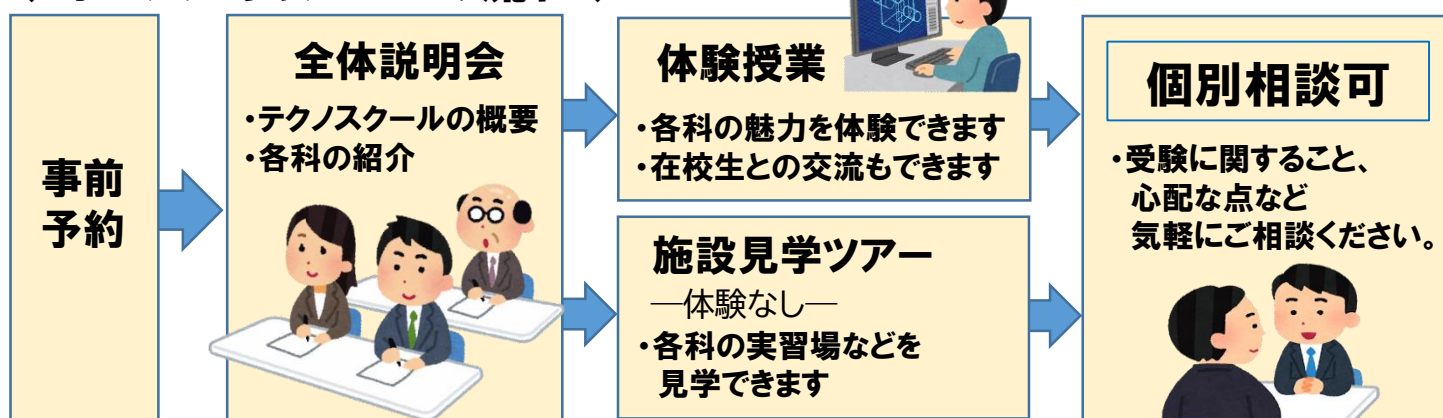 事前
予約
全体説明会
・テクノスクールの概要
・各科の紹介
体験授業
・各科の魅力を体験できます
・在校生との交流もできます
施設見学ツアー
―体験なし―
・各科の実習場などを
見学できます
個別相談可
・受験に関すること、
心配な点など
気軽にご相談ください。